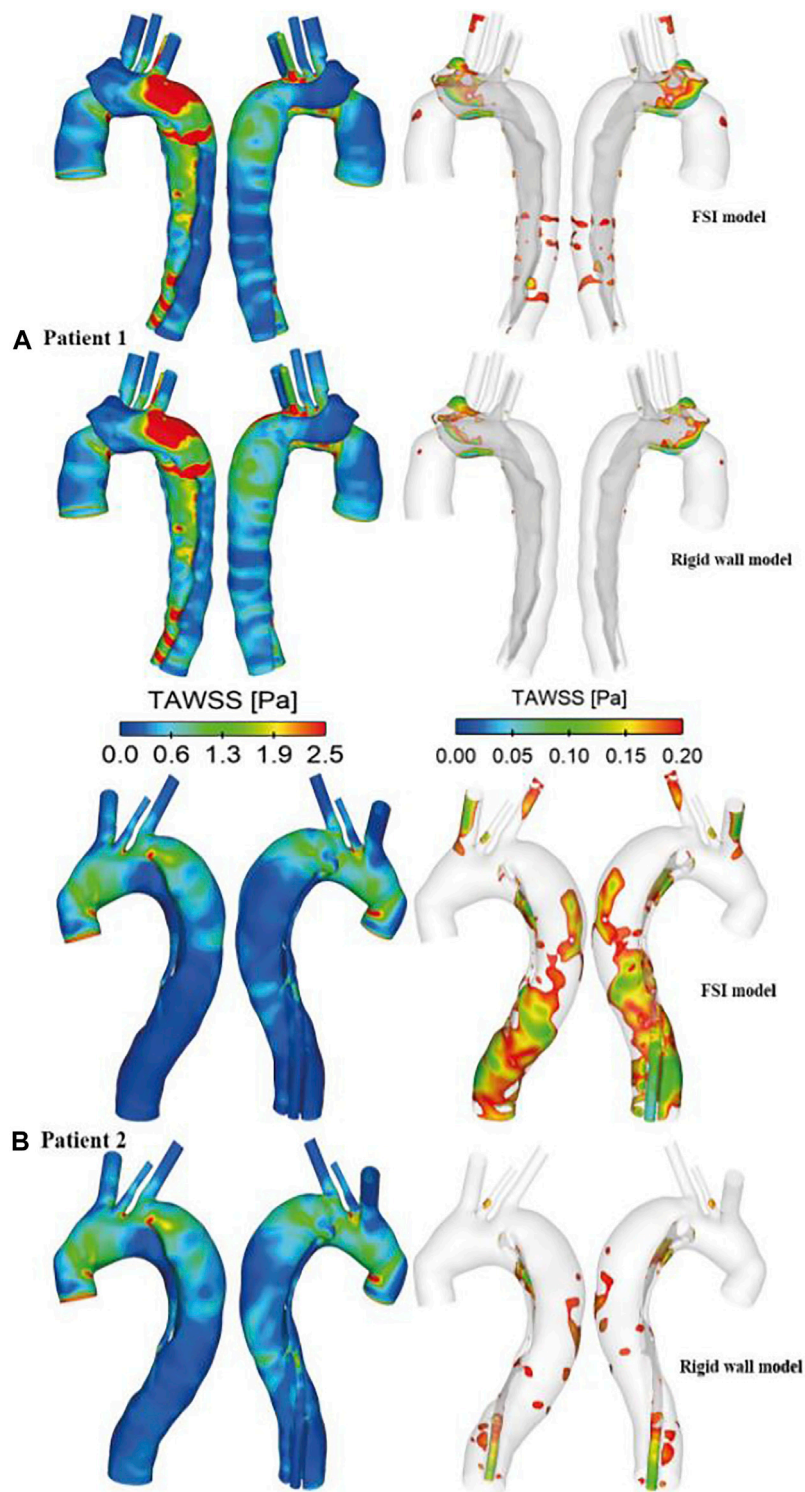 FSI model
A Patient 1
Rigid wall model
TAWSS [Pa]
0.0 0.6 1.3 1.9 2.5
TAWSS [Pa]
0.00 0.05 0.10 0.15 0.20
FSI model
B Patient 2
Rigid wall model